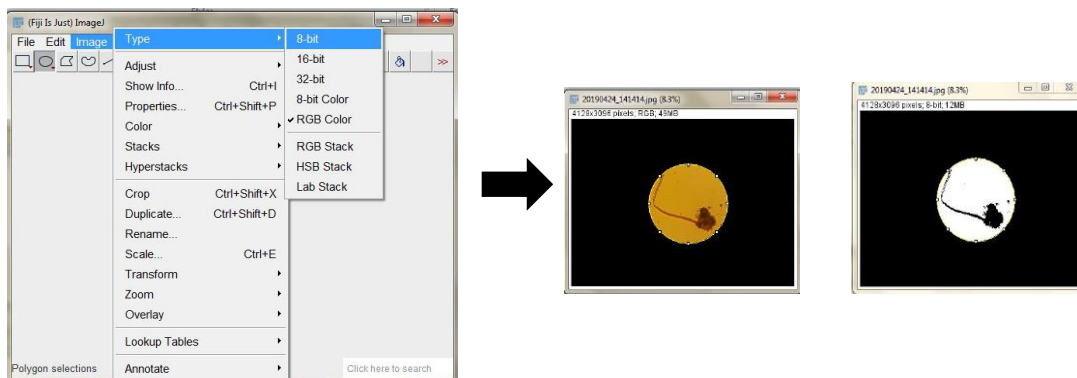 (Fiji Is Just) ImageJ
File Edit Image
Type
Adjust
Show Info... Ctrl+I
Properties... Ctrl+Shift+P
Color
Stacks
Hyperstacks
Crop Ctrl+Shift+X
Duplicate... Ctrl+Shift+D
Rename...
Scale... Ctrl+E
Transform
Zoom
Overlay
Lookup Tables
Annotate
8-bit
16-bit
32-bit
8-bit Color
RGB Color
RGB Stack
HSB Stack
Lab Stack
>>
Polygon selections
Click here to search
20190424_141414.jpg (8.3%)
4128x3096 pixels; RGB; 49MB
20190424_141414.jpg (8.3%)
4128x3096 pixels; 8-bit; 12MB